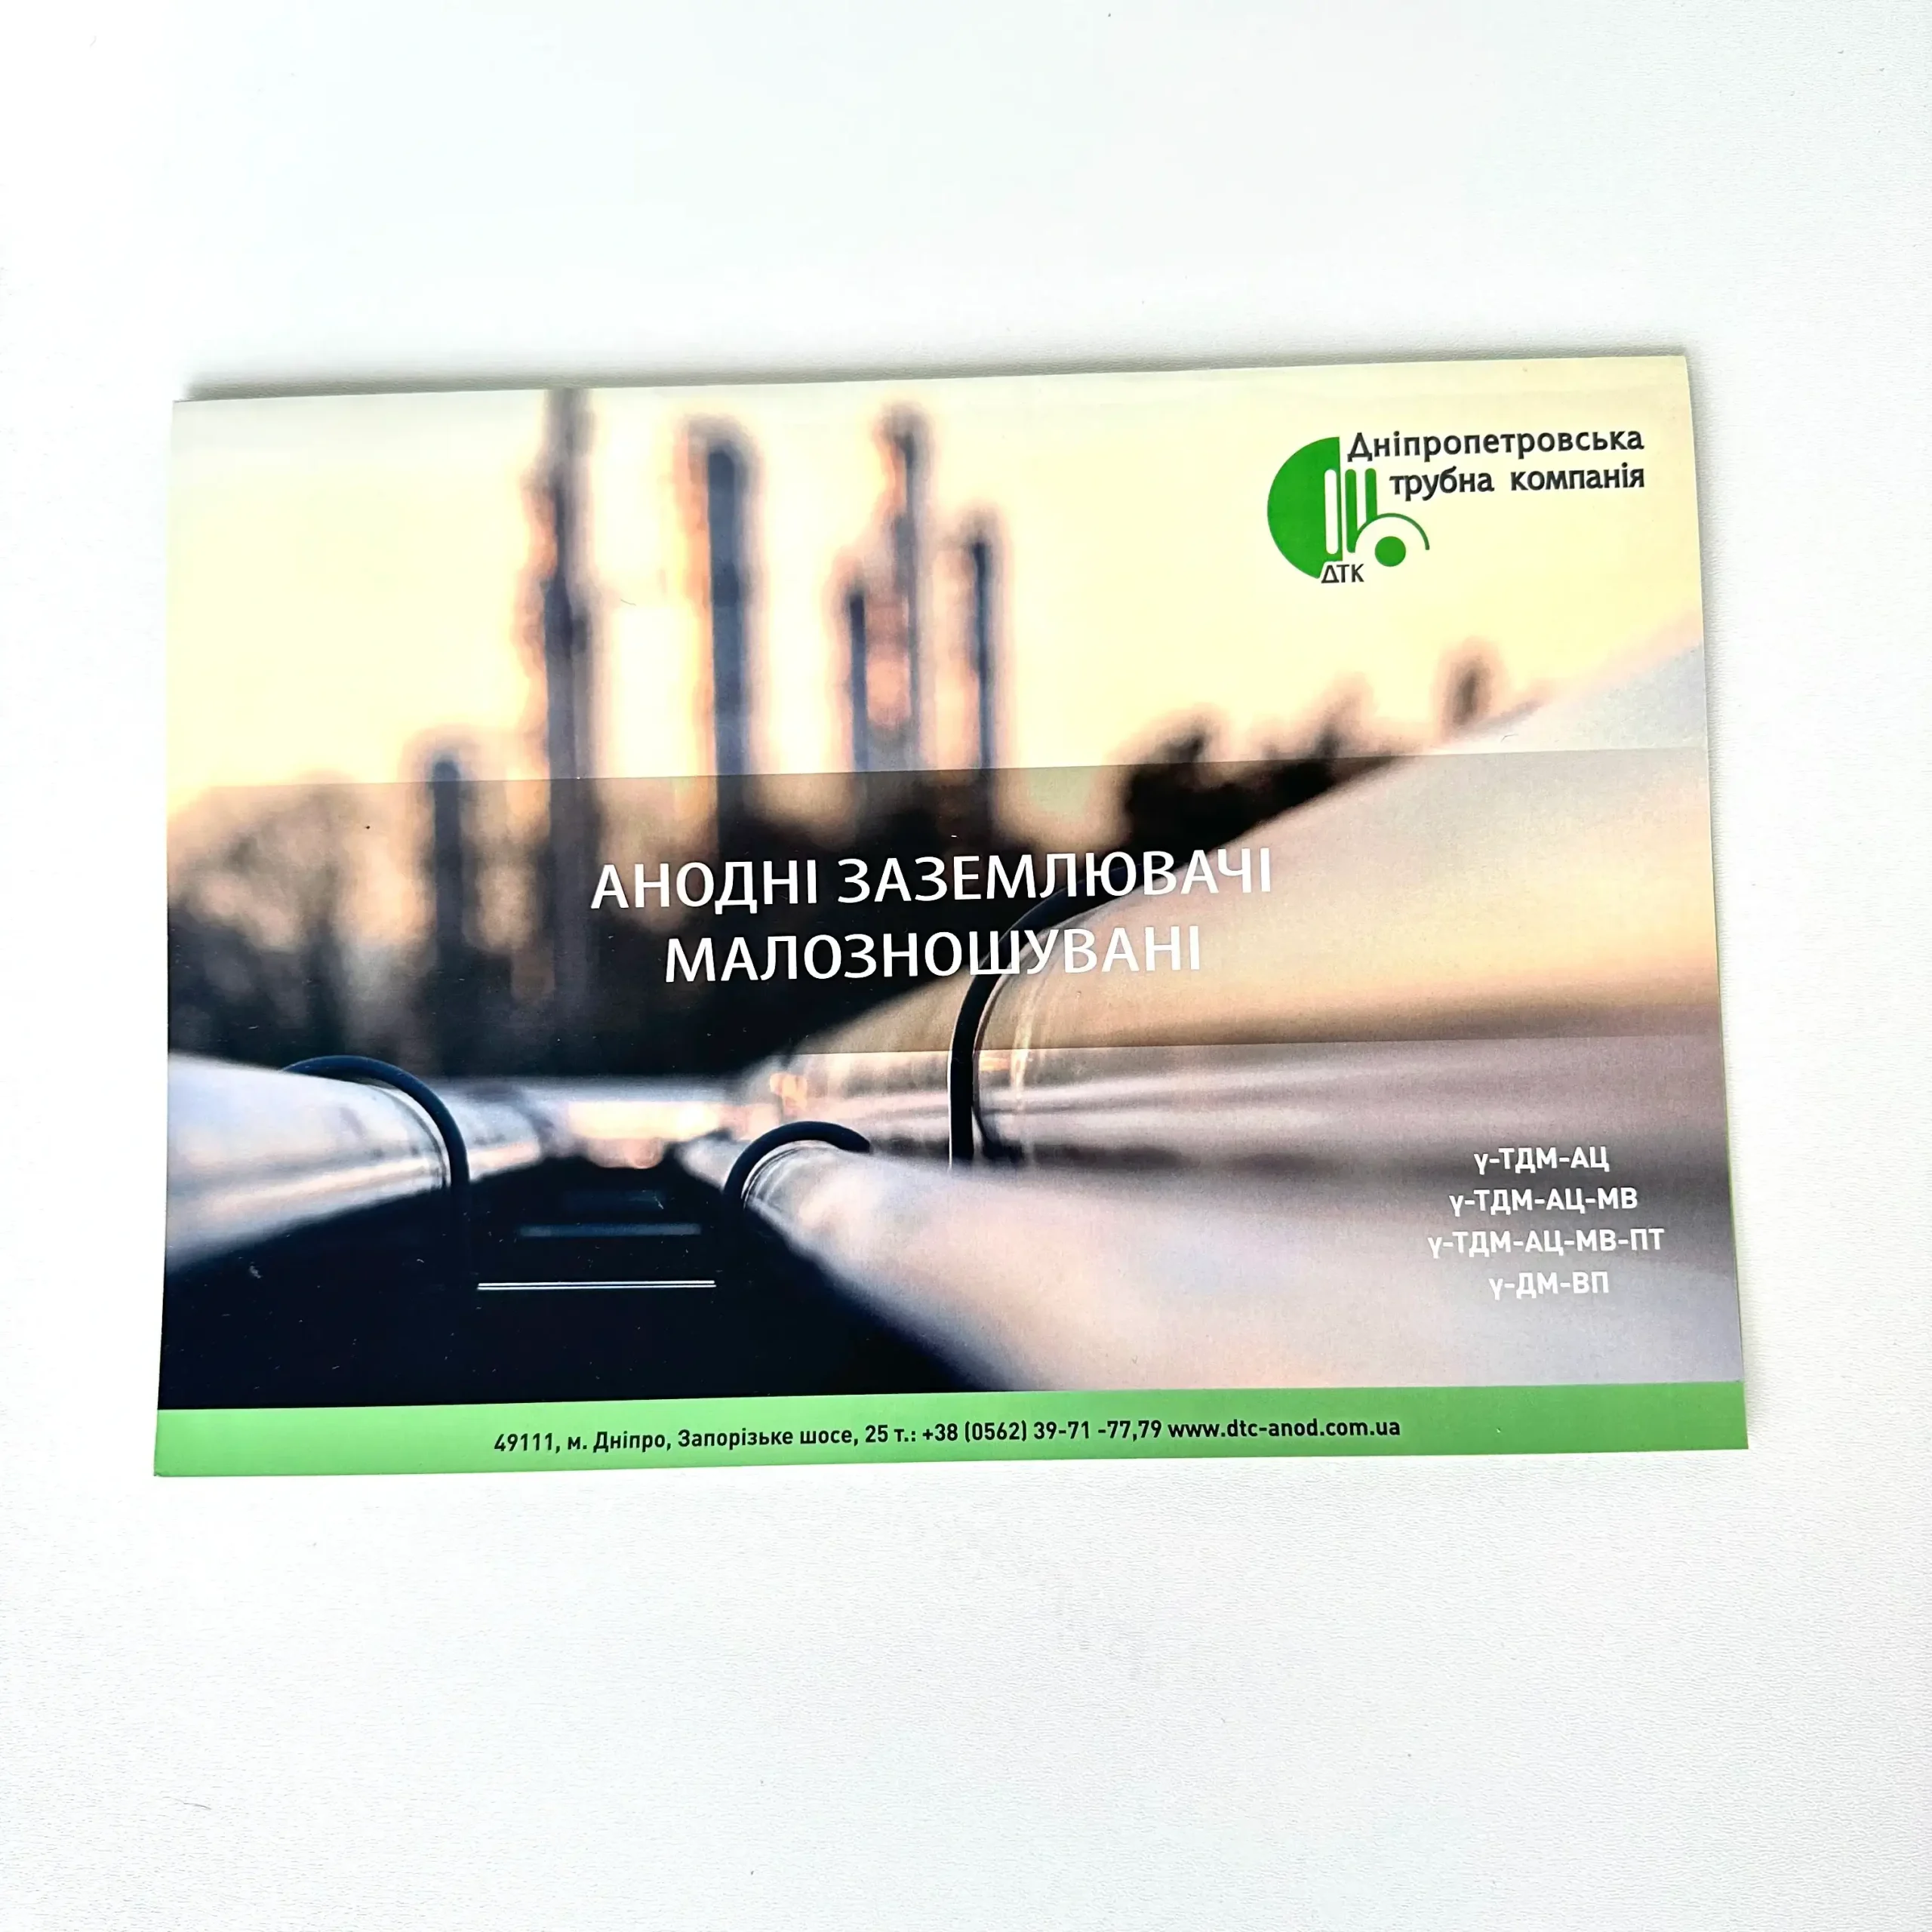 Дніпропетровська
трубна компанія
ДТК
АНОДНІ ЗАЗЕМЛЮВАЧІ
МАЛОЗНОШУВАНІ
γ-ТДМ-АЦ
γ-ТДМ-АЦ-МВ
γ-ТДМ-АЦ-МВ-ПТ
γ-ДМ-ВП
49111, м. Дніпро, Запорізьке шосе, 25 т.: +38 (0562) 39-71 -77,79 www.dtc-anod.com.ua